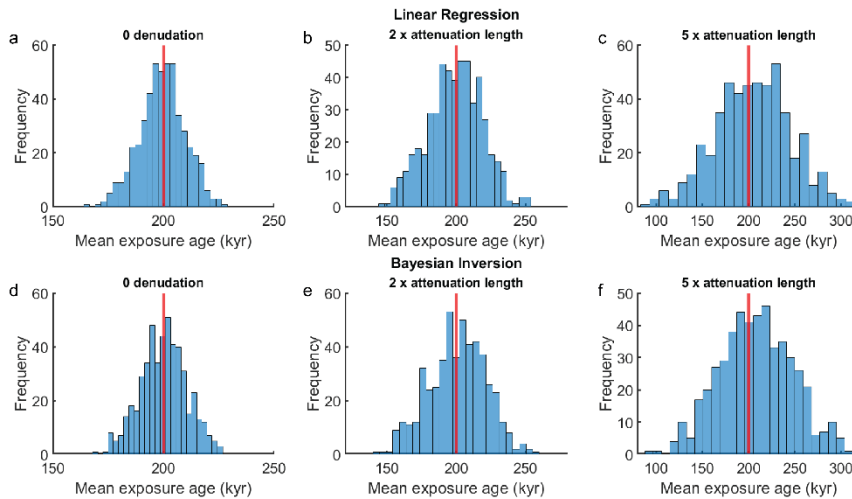 Linear Regression
a
0 denudation
60
40
20
0
Frequency
150
200
250
Mean exposure age (kyr)
b
2 x attenuation length
50
40
30
20
10
0
Frequency
150
200
250
Mean exposure age (kyr)
c
5 x attenuation length
60
40
20
0
Frequency
100
150
200
250
300
Mean exposure age (kyr)
Bayesian Inversion
d
0 denudation
60
40
20
0
Frequency
150
200
250
Mean exposure age (kyr)
e
2 x attenuation length
60
40
20
0
Frequency
150
200
250
Mean exposure age (kyr)
f
5 x attenuation length
50
40
30
20
10
0
Frequency
100
150
200
250
300
Mean exposure age (kyr)